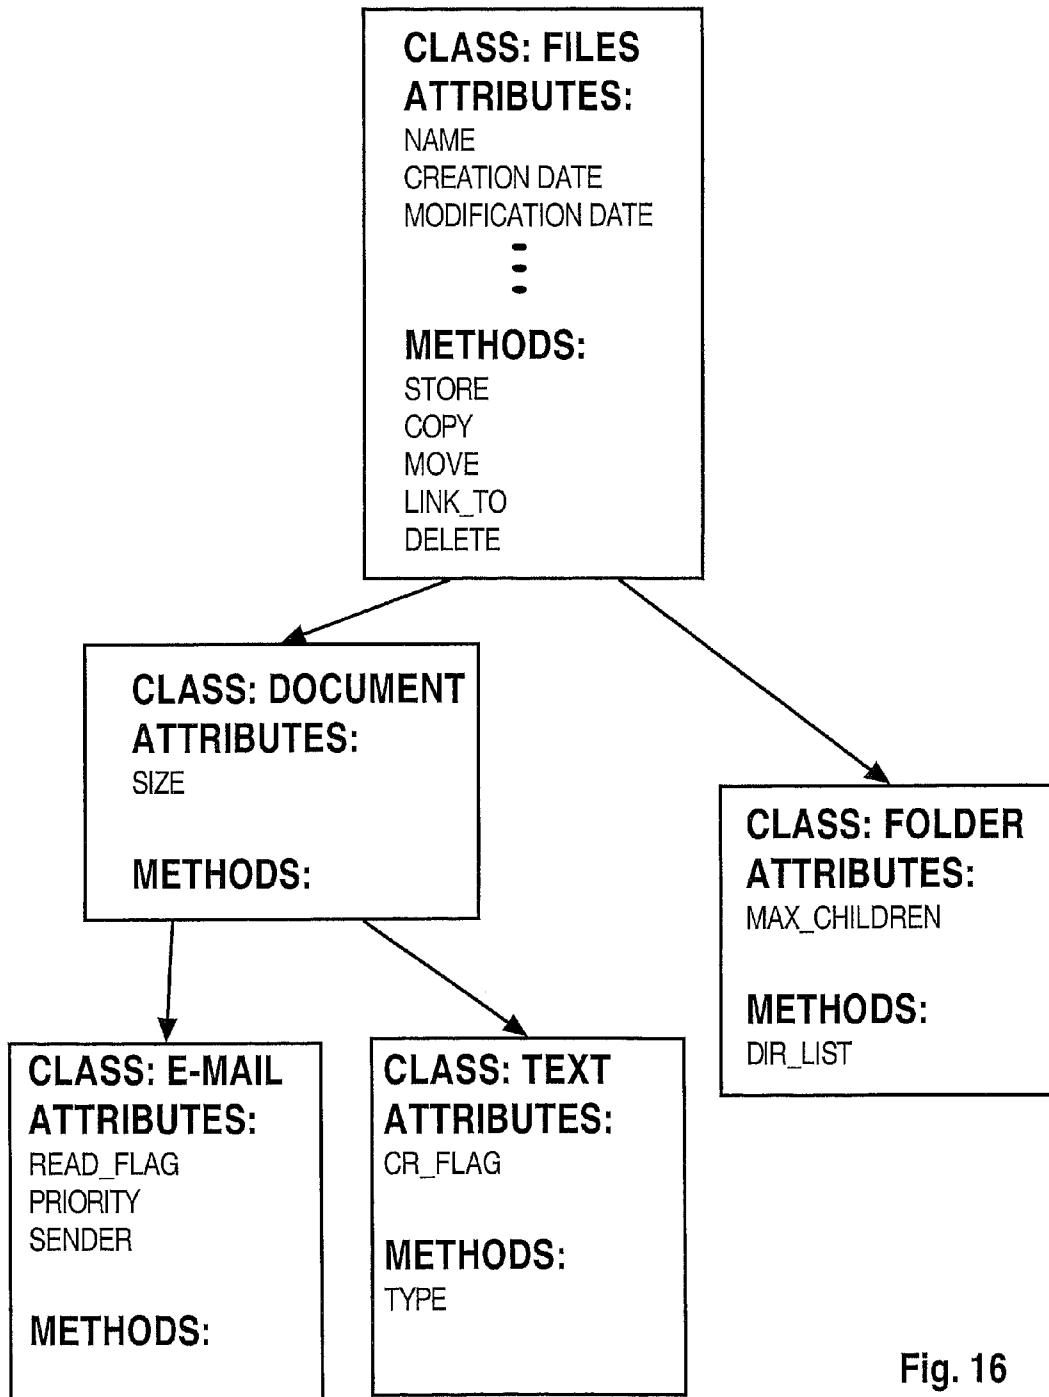 CLASS: FILES
ATTRIBUTES:
NAME
CREATION DATE
MODIFICATION DATE
METHODS:
STORE
COPY
MOVE
LINK_TO
DELETE
CLASS: DOCUMENT
ATTRIBUTES:
SIZE
METHODS:
CLASS: FOLDER
ATTRIBUTES:
MAX_CHILDREN
METHODS:
DIR_LIST
CLASS: E-MAIL
ATTRIBUTES:
READ_FLAG
PRIORITY
SENDER
METHODS:
CLASS: TEXT
ATTRIBUTES:
CR_FLAG
METHODS:
TYPE
Fig. 16